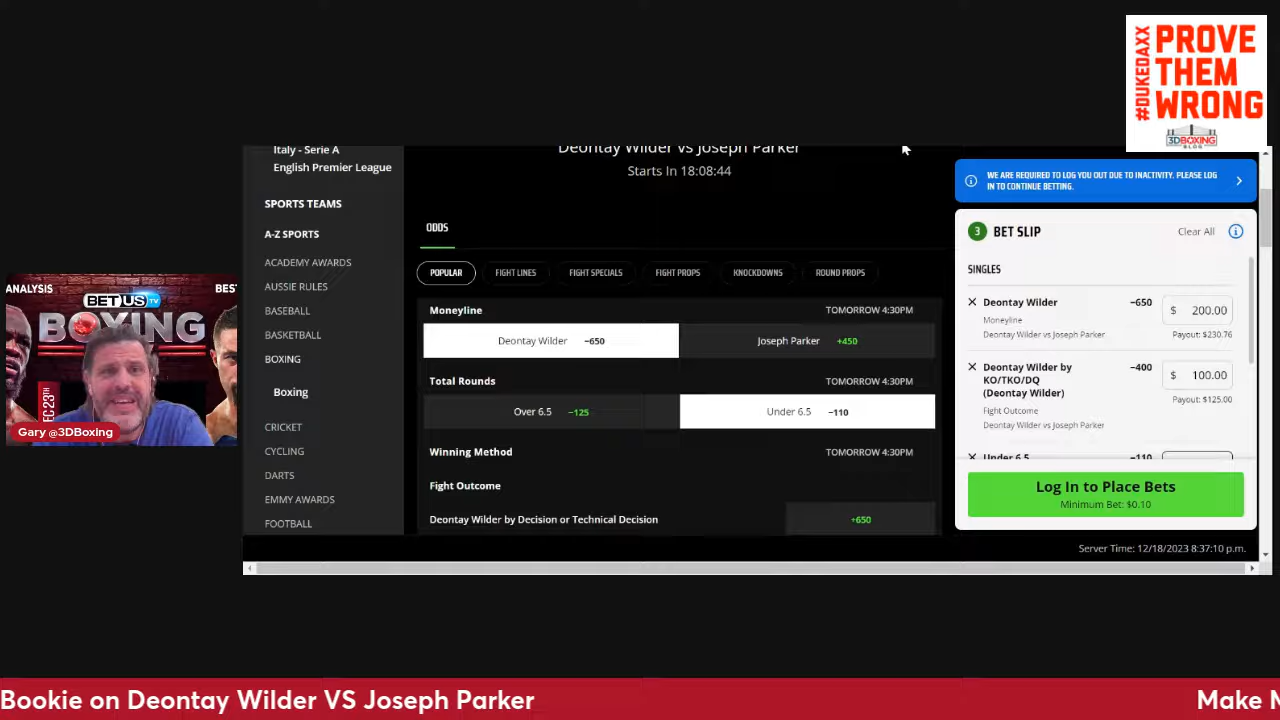 #DUKEDAXX
PROVE
THEM
WRONG
3DBOXING
BLOG
Italy - Serie A
English Premier League
SPORTS TEAMS
A-Z SPORTS
ACADEMY AWARDS
AUSSIE RULES
BASEBALL
BASKETBALL
BOXING
Boxing
CRICKET
CYCLING
DARTS
EMMY AWARDS
FOOTBALL
Deontay Wilder vs Joseph Parker
Starts In 18:08:44
ODDS
POPULAR FIGHT LINES FIGHT SPECIALS FIGHT PROPS KNOCKDOWNS ROUND PROPS
Moneyline TOMORROW 4:30PM
Deontay Wilder −650 Joseph Parker +450
Total Rounds TOMORROW 4:30PM
Over 6.5 −125 Under 6.5 −110
Winning Method TOMORROW 4:30PM
Fight Outcome
Deontay Wilder by Decision or Technical Decision +650
WE ARE REQUIRED TO LOG YOU OUT DUE TO INACTIVITY. PLEASE LOG
IN TO CONTINUE BETTING.
3 BET SLIP Clear All
SINGLES
Deontay Wilder −650 $ 200.00
Moneyline
Deontay Wilder vs Joseph Parker Payout: $230.76
Deontay Wilder by −400 $ 100.00
KO/TKO/DQ
(Deontay Wilder) Payout: $125.00
Fight Outcome
Deontay Wilder vs Joseph Parker
Under 6.5 −110
Log In to Place Bets
Minimum Bet: $0.10
Server Time: 12/18/2023 8:37:10 p.m.
ANALYSIS BETUS TV BES
BOXING
EC 23TH
Gary @3DBoxing
Bookie on Deontay Wilder VS Joseph Parker Make M